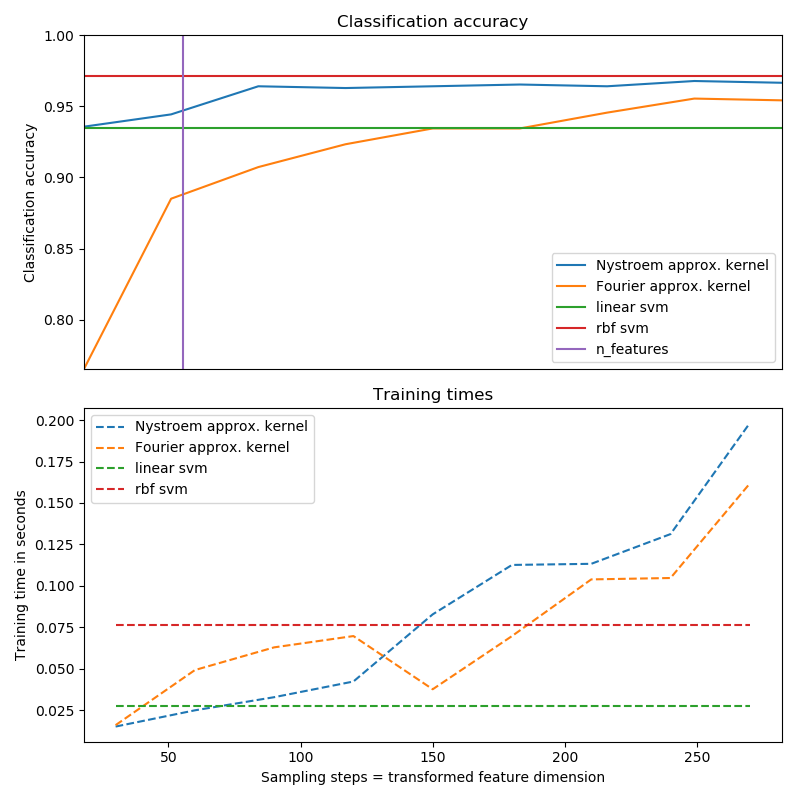 Classification accuracy
1.00
0.95
0.90
0.85
0.80
Classification accuracy
Nystroem approx. kernel
Fourier approx. kernel
linear svm
rbf svm
n_features
Training times
0.200
0.175
0.150
0.125
0.100
0.075
0.050
0.025
Training time in seconds
Nystroem approx. kernel
Fourier approx. kernel
linear svm
rbf svm
50 100 150 200 250
Sampling steps = transformed feature dimension